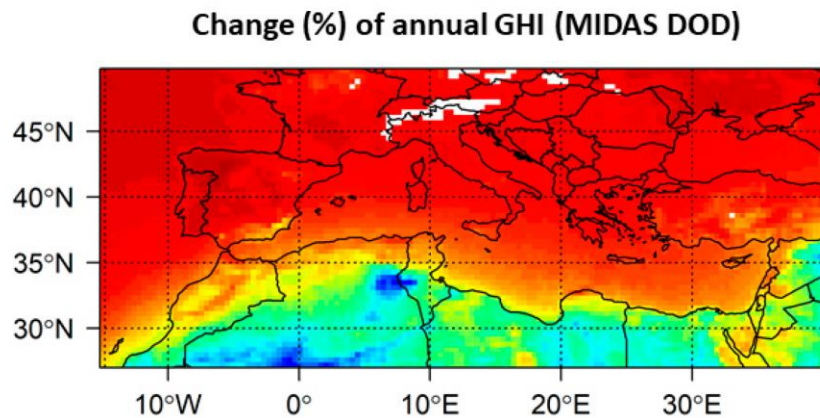 Change (%) of annual GHI (MIDAS DOD)
45°N
40°N
35°N
30°N
10°W
0°
10°E
20°E
30°E